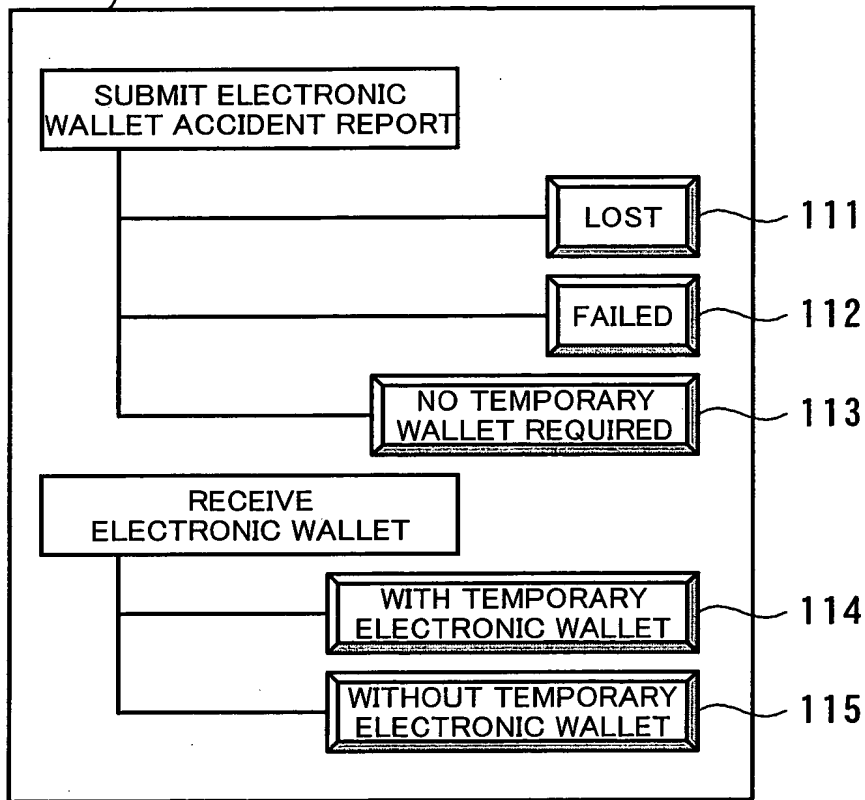 SUBMIT ELECTRONIC
WALLET ACCIDENT REPORT
LOST
111
FAILED
112
NO TEMPORARY
WALLET REQUIRED
113
RECEIVE
ELECTRONIC WALLET
WITH TEMPORARY
ELECTRONIC WALLET
114
WITHOUT TEMPORARY
ELECTRONIC WALLET
115